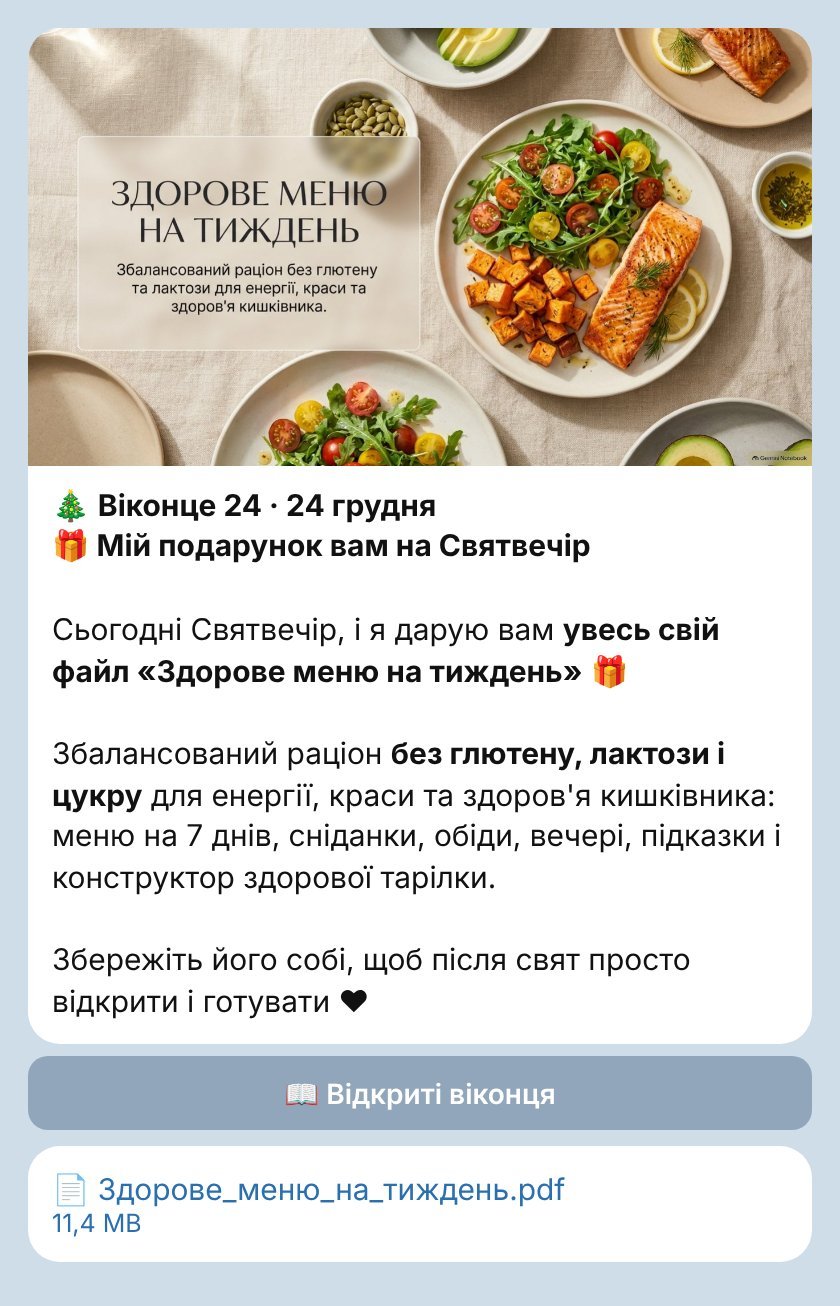 ЗДОРОВЕ МЕНЮ
НА ТИЖДЕНЬ
Збалансований раціон без глютену
та лактози для енергії, краси та
здоров'я кишківника.
Gemini Notebook
🎄 Віконце 24 · 24 грудня
🎁 Мій подарунок вам на Святвечір
Сьогодні Святвечір, і я дарую вам увесь свій
файл «Здорове меню на тиждень» 🎁
Збалансований раціон без глютену, лактози і
цукру для енергії, краси та здоров'я кишківника:
меню на 7 днів, сніданки, обіди, вечері, підказки і
конструктор здорової тарілки.
Збережіть його собі, щоб після свят просто
відкрити і готувати ♥
📖 Відкриті віконця
📄 Здорове_меню_на_тиждень.pdf
11,4 MB